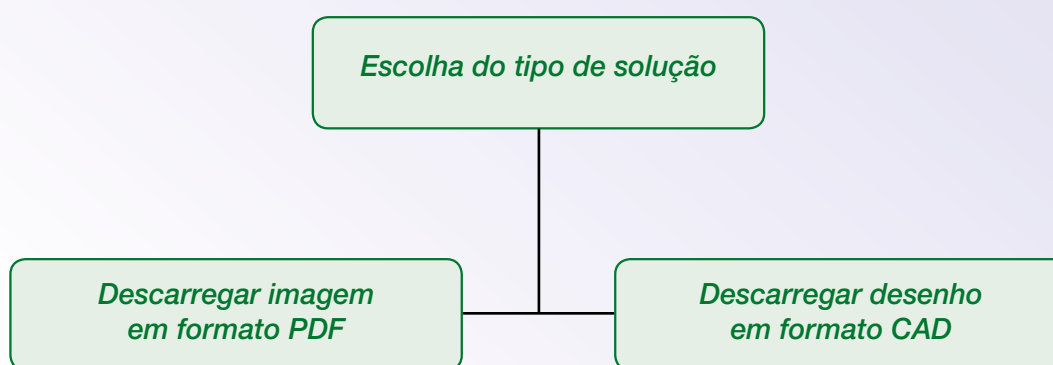 Escolha do tipo de solução
Descarregar imagem
em formato PDF
Descarregar desenho
em formato CAD